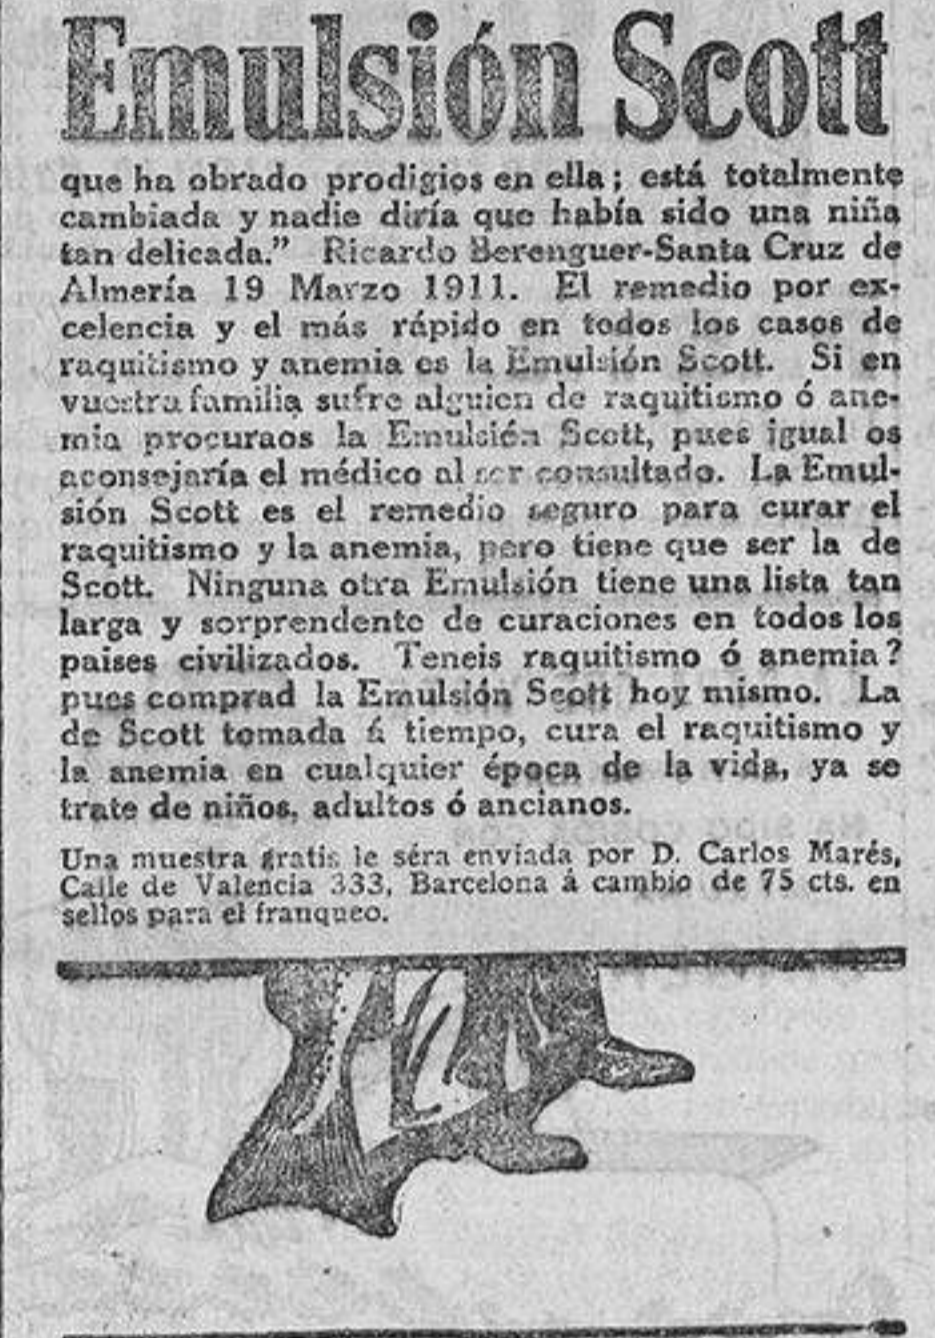 Emulsión Scott
que ha obrado prodigios en ella; está totalmente
cambiada y nadie diría que había sido una niña
tan delicada." Ricardo Berenguer-Santa Cruz de
Almería 19 Marzo 1911. El remedio por ex-
celencia y el más rápido en todos los casos de
raquitismo y anemia es la Emulsión Scott. Si en
vuestra familia sufre alguien de raquitismo ó ane-
mia procuraos la Emulsión Scott, pues igual os
aconsejaría el médico al ser consultado. La Emul-
sión Scott es el remedio seguro para curar el
raquitismo y la anemia, pero tiene que ser la de
Scott. Ninguna otra Emulsión tiene una lista tan
larga y sorprendente de curaciones en todos los
paises civilizados. Teneis raquitismo ó anemia?
pues comprad la Emulsión Scott hoy mismo. La
de Scott tomada á tiempo, cura el raquitismo y
la anemia en cualquier época de la vida, ya se
trate de niños, adultos ó ancianos.
Una muestra gratis le séra enviada por D. Carlos Marés,
Calle de Valencia 333, Barcelona á cambio de 75 cts. en
sellos para el franqueo.